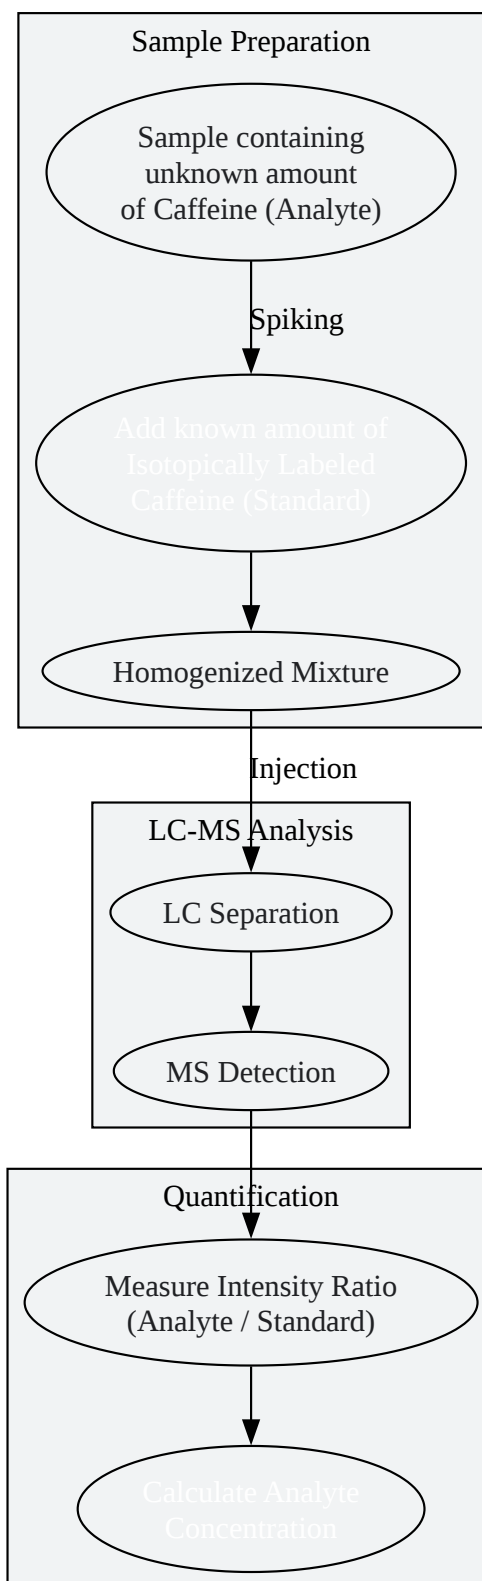 Sample Preparation
Sample containing
unknown amount
of Caffeine (Analyte)
Spiking
Add known amount of
Isotopically Labeled
Caffeine (Standard)
Homogenized Mixture
Injection
LC-MS Analysis
LC Separation
MS Detection
Quantification
Measure Intensity Ratio
(Analyte / Standard)
Calculate Analyte
Concentration